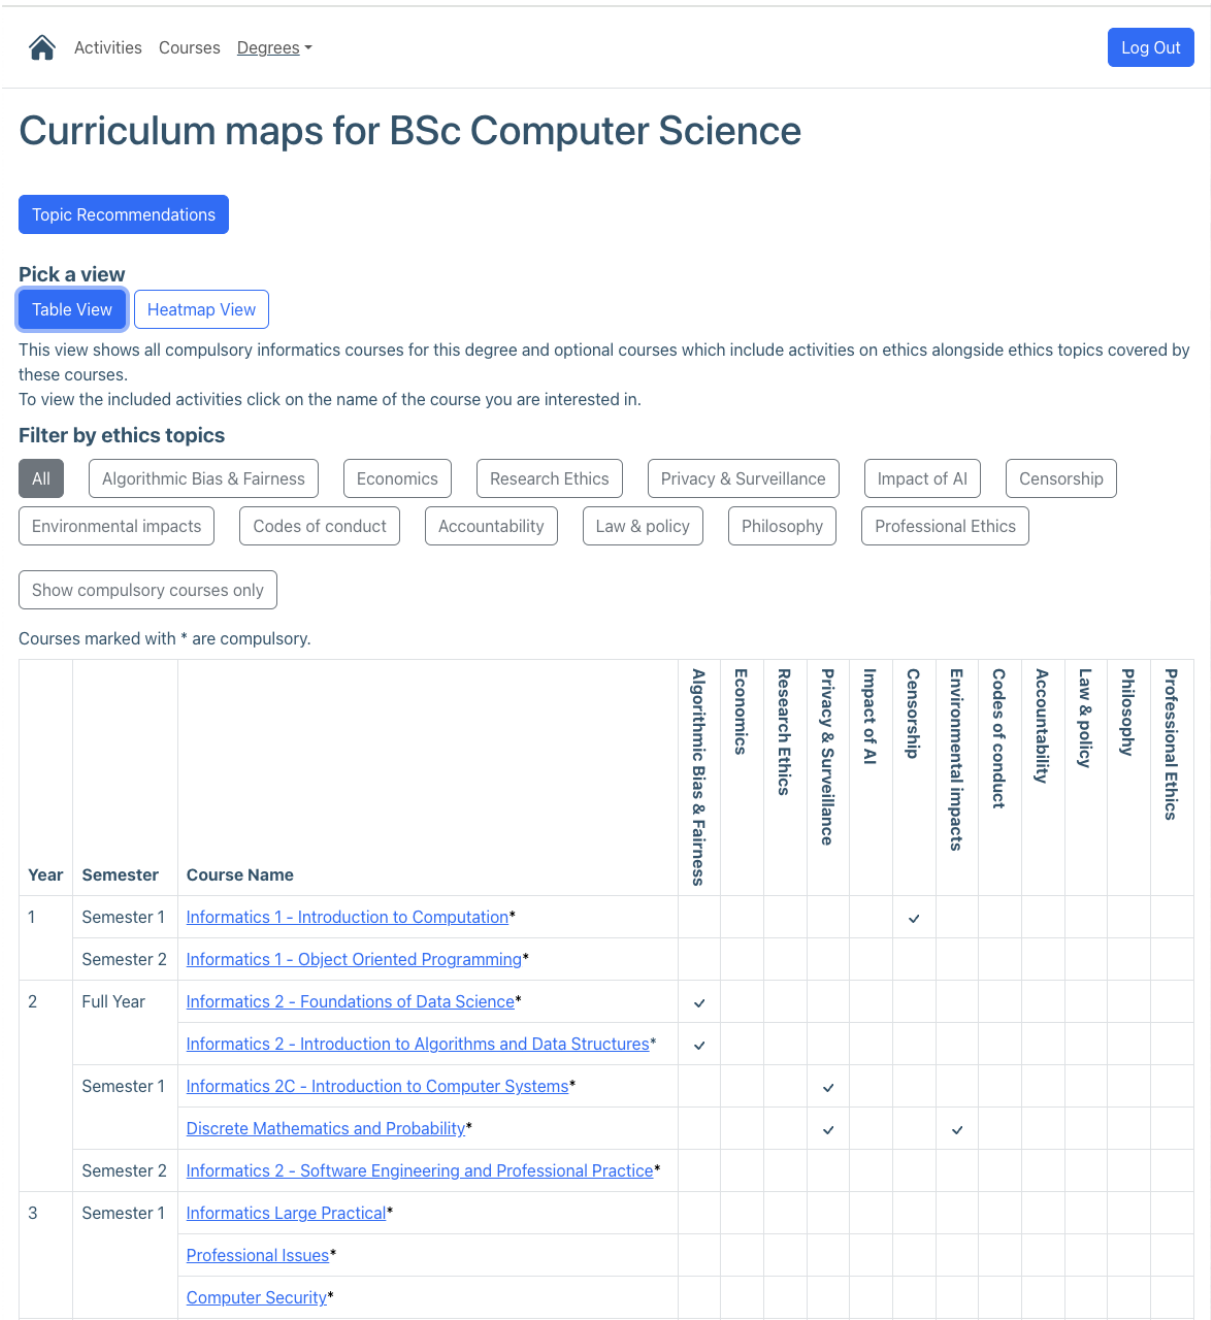 Activities Courses Degrees Log Out
Curriculum maps for BSc Computer Science
Topic Recommendations
Pick a view
Table View Heatmap View
This view shows all compulsory informatics courses for this degree and optional courses which include activities on ethics alongside ethics topics covered by
these courses.
To view the included activities click on the name of the course you are interested in.
Filter by ethics topics
All Algorithmic Bias & Fairness Economics Research Ethics Privacy & Surveillance Impact of AI Censorship
Environmental impacts Codes of conduct Accountability Law & policy Philosophy Professional Ethics
Show compulsory courses only
Courses marked with * are compulsory.
Year Semester Course Name
Algorithmic Bias & Fairness
Economics
Research Ethics
Privacy & Surveillance
Impact of AI
Censorship
Environmental impacts
Codes of conduct
Accountability
Law & policy
Philosophy
Professional Ethics
1 Semester 1 Informatics 1 - Introduction to Computation* ✓
Semester 2 Informatics 1 - Object Oriented Programming*
2 Full Year Informatics 2 - Foundations of Data Science* ✓
Informatics 2 - Introduction to Algorithms and Data Structures* ✓
Semester 1 Informatics 2C - Introduction to Computer Systems* ✓
Discrete Mathematics and Probability* ✓ ✓
Semester 2 Informatics 2 - Software Engineering and Professional Practice*
3 Semester 1 Informatics Large Practical*
Professional Issues*
Computer Security*